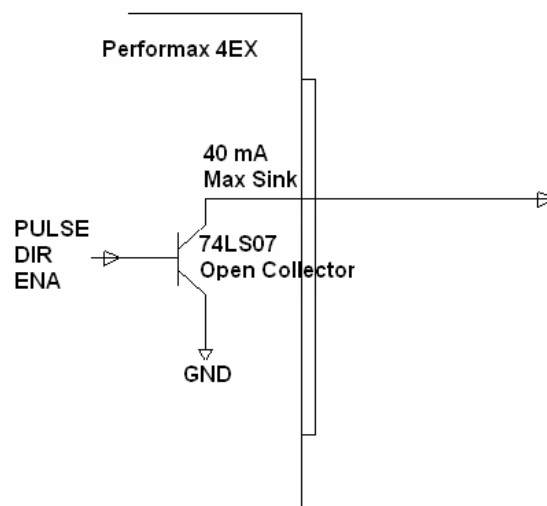 Performax 4EX
40 mA
Max Sink
PULSE
DIR
ENA
74LS07
Open Collector
GND